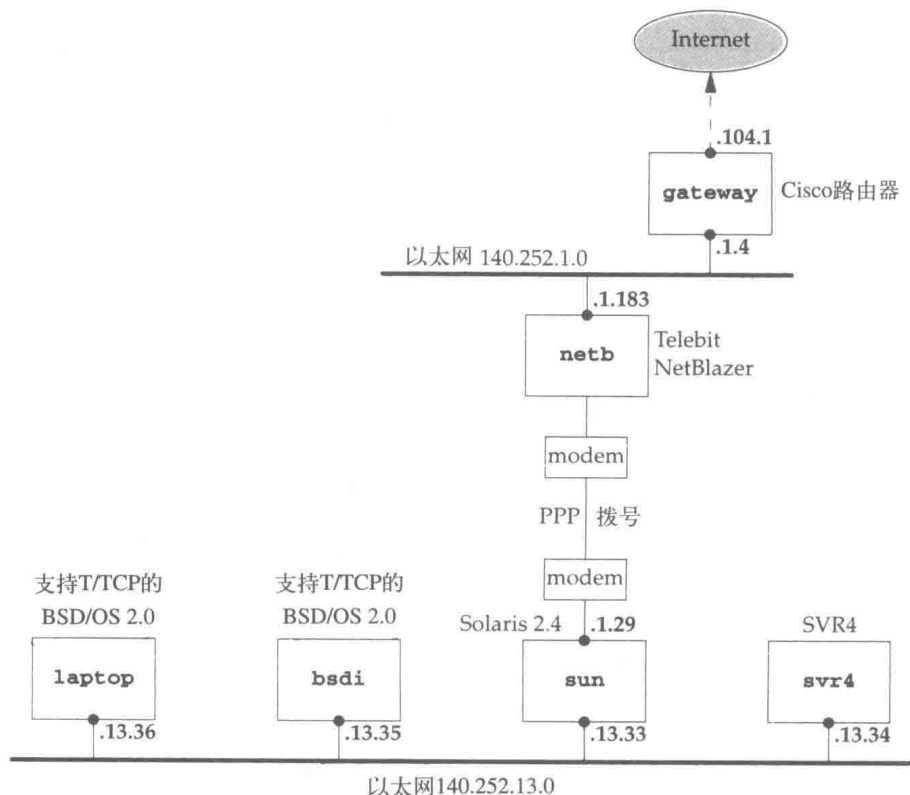 Internet
.104.1
gateway
Cisco路由器
.1.4
以太网 140.252.1.0
.1.183
netb
Telebit
NetBlazer
modem
PPP 拨号
modem
支持T/TCP的
BSD/OS 2.0
支持T/TCP的
BSD/OS 2.0
Solaris 2.4
.1.29
SVR4
laptop
bsdi
sun
svr4
.13.36
.13.35
.13.33
.13.34
以太网140.252.13.0